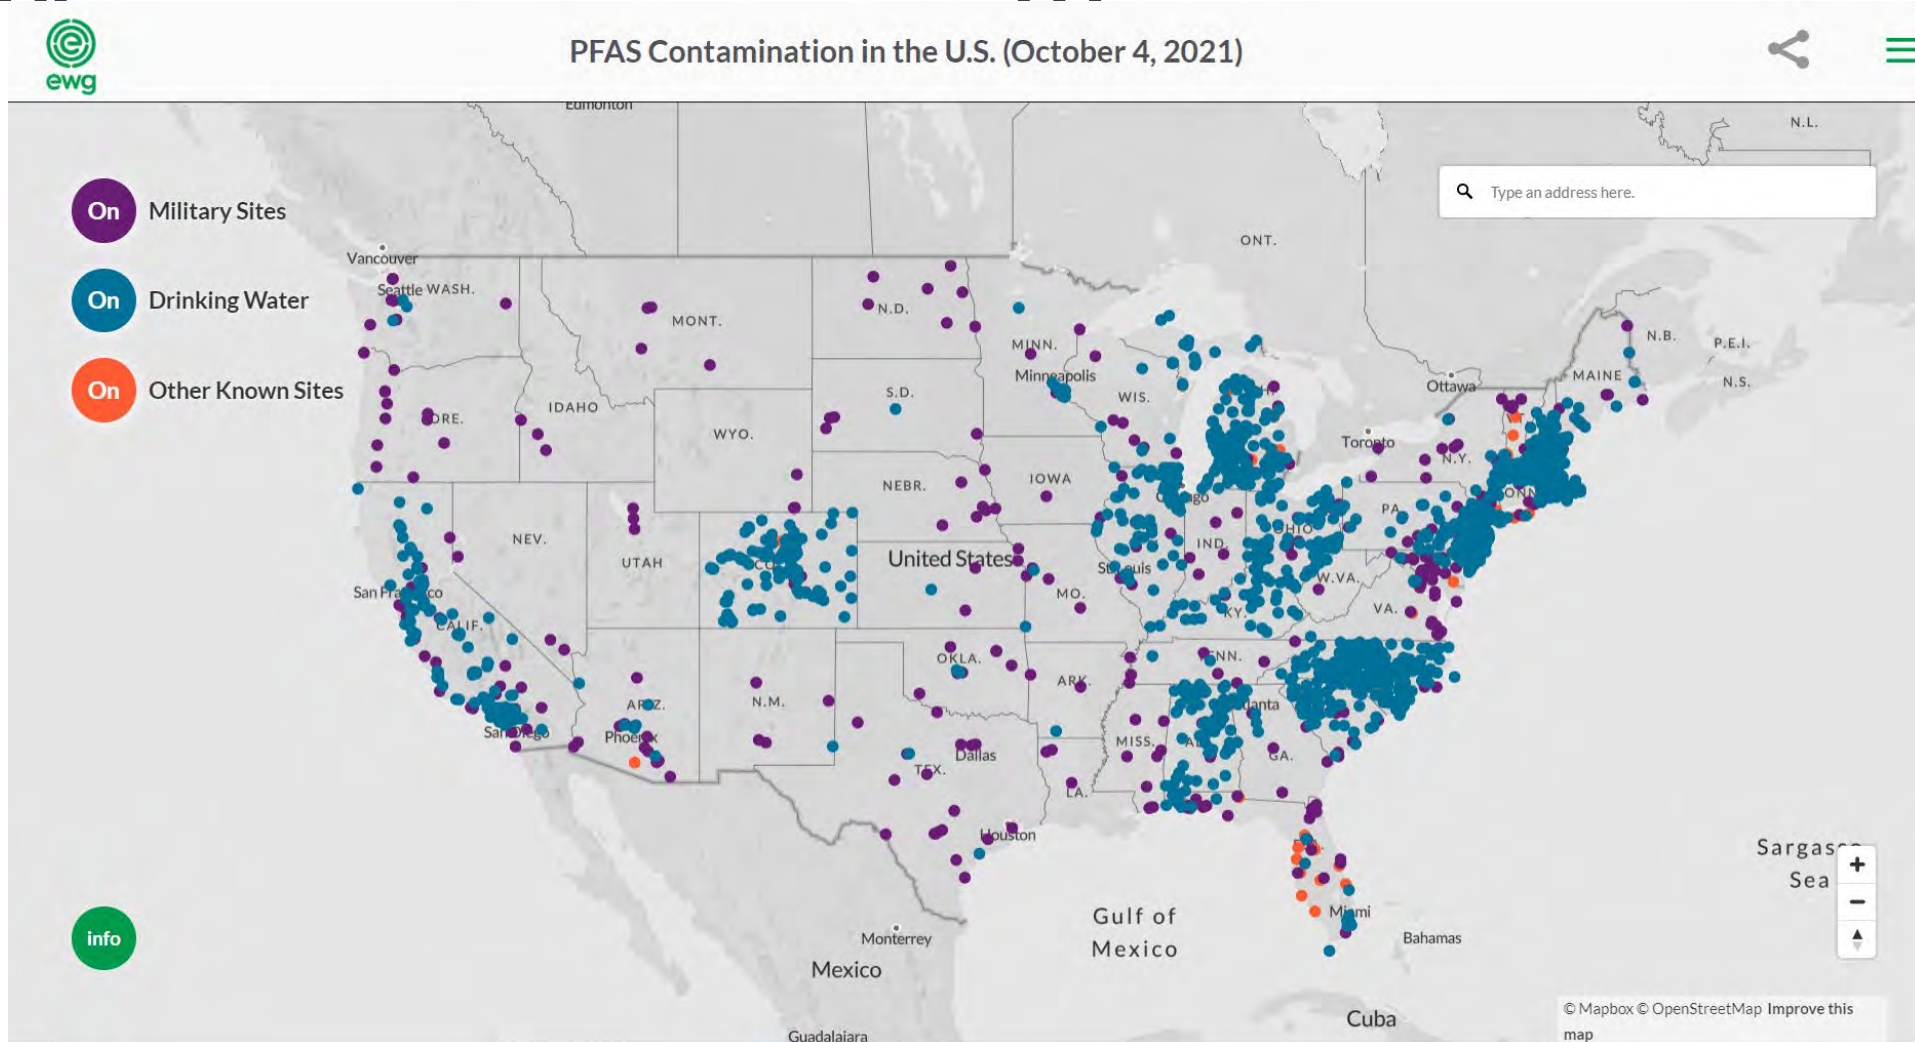 ewg
PFAS Contamination in the U.S. (October 4, 2021)
Edmonton
N.L.
Type an address here.
On Military Sites
ONT.
Vancouver
Seattle WASH.
On Drinking Water
MONT.
N.D.
MINN.
N.B.
P.E.I.
Minneapolis
Ottawa
MAINE
N.S.
On Other Known Sites
IDAHO
S.D.
WIS.
ORE.
WYO.
Toronto
N.Y.
NEBR.
IOWA
PA.
NEV.
OHIO
UTAH
United States
IND.
W.VA.
MO.
VA.
KY.
CALIF.
OKLA.
ARK.
N.M.
ARIZ.
San Diego
Phoenix
MISS.
Dallas
TEX.
GA.
LA.
Houston
Sargasso
Sea
Gulf of
Mexico
Miami
info
Monterrey
Bahamas
Mexico
Cuba
© Mapbox © OpenStreetMap Improve this
map
Guadalajara